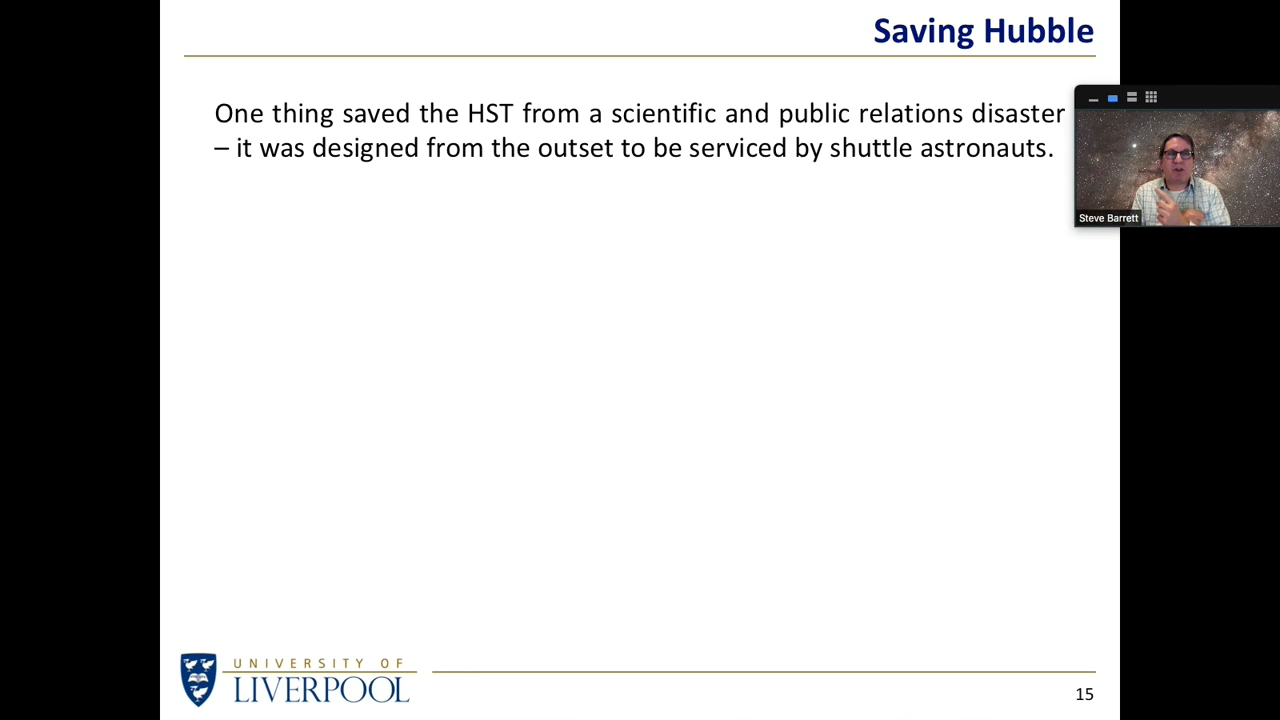 Saving Hubble
One thing saved the HST from a scientific and public relations disaster
– it was designed from the outset to be serviced by shuttle astronauts.
Steve Barrett
UNIVERSITY OF
LIVERPOOL
15